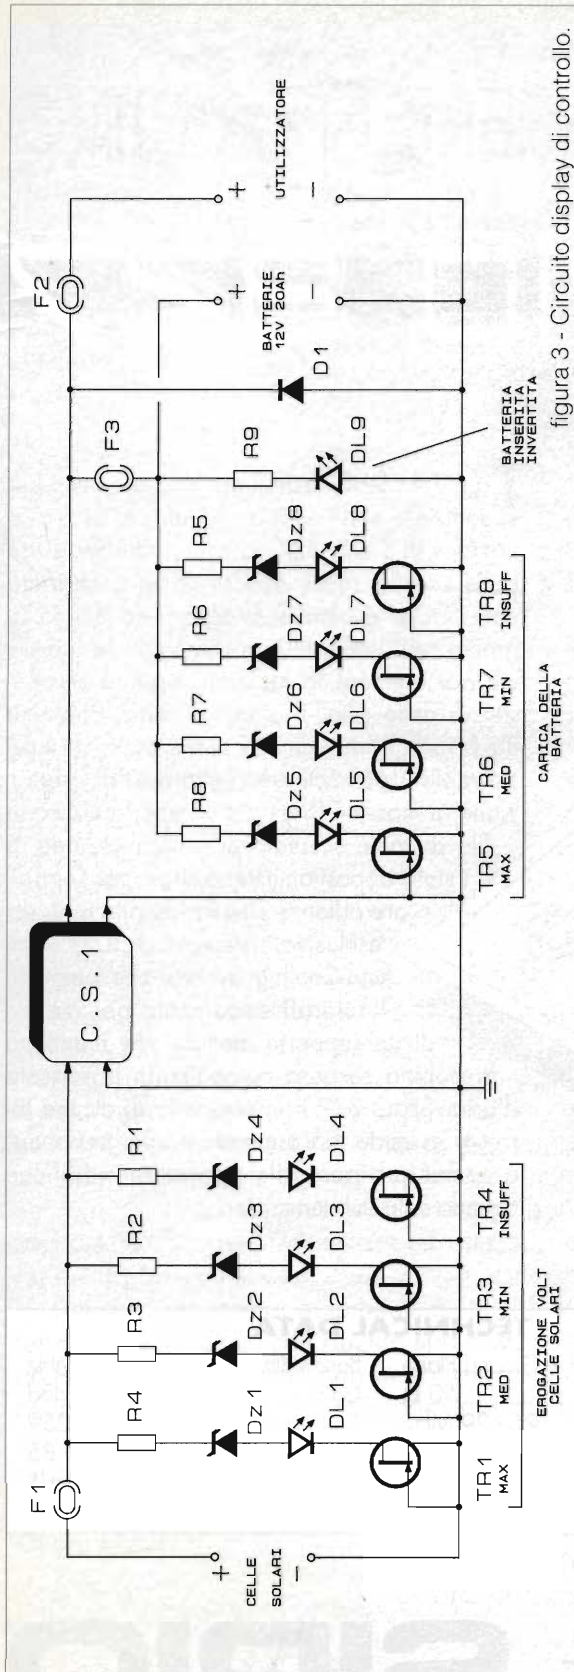 F1
R4
R3
R2
R1
C.S.1
F3
F2
Dz1
Dz2
Dz3
Dz4
R8
R7
R6
R5
R9
D1
DL1
DL2
DL3
DL4
Dz5
Dz6
Dz7
Dz8
DL5
DL6
DL7
DL8
DL9
+
CELLE
SOLARI
-
+
BATTERIE
12V 20Ah
-
+
UTILIZZATORE
-
TR1
MAX
TR2
MED
TR3
MIN
TR4
INSUFF
EROGAZIONE VOLT
CELLE SOLARI
TR5
MAX
TR6
MED
TR7
MIN
TR8
INSUFF
CARICA DELLA
BATTERIA
BATTERIA
INSERITA
INVERTITA
figura 3 - Circuito display di controllo.